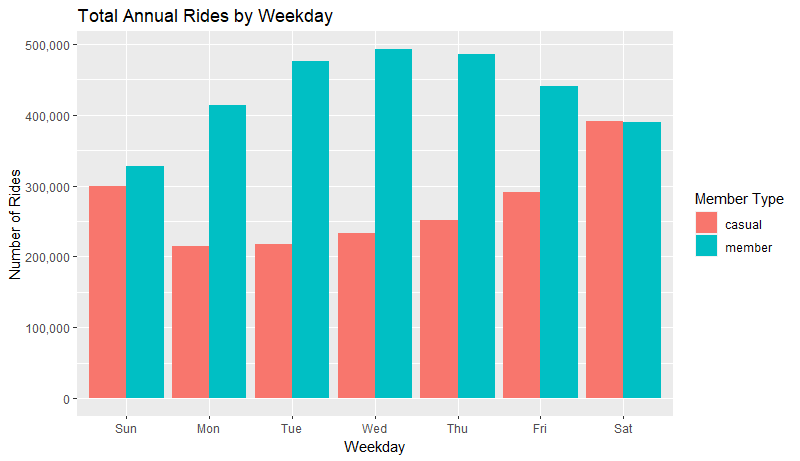 Total Annual Rides by Weekday
Number of Rides
500,000
400,000
300,000
200,000
100,000
0
Sun Mon Tue Wed Thu Fri Sat
Weekday
Member Type
casual
member